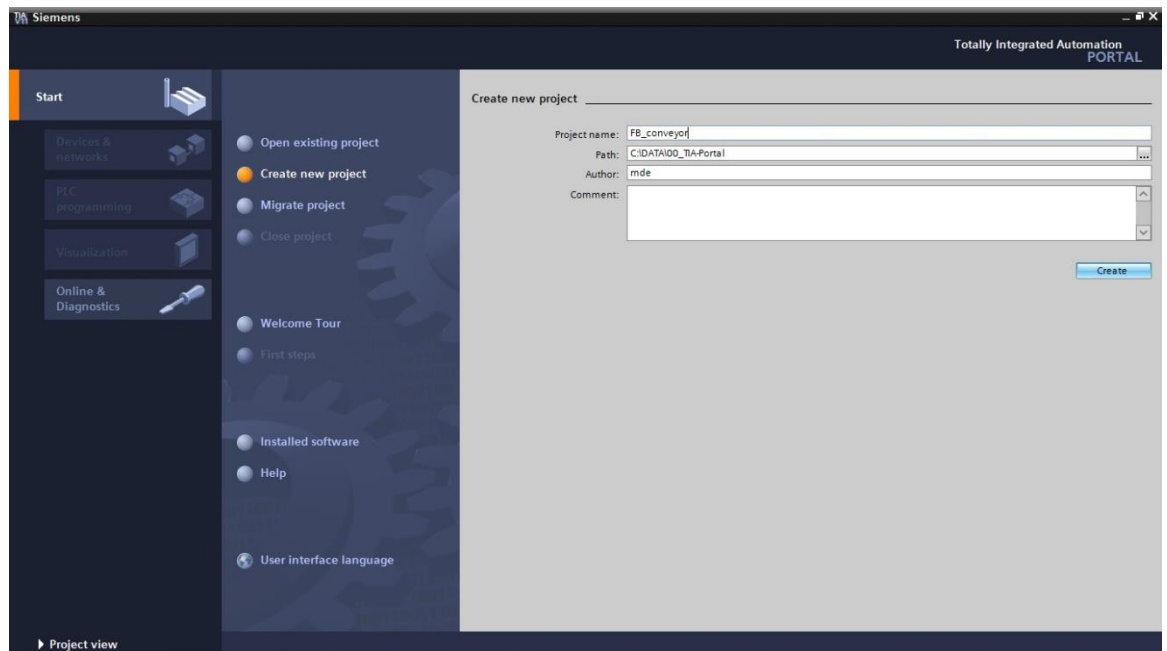 Siemens
Totally Integrated Automation
PORTAL
Start
Devices &
networks
PLC
programming
Visualization
Online &
Diagnostics
Open existing project
Create new project
Migrate project
Close project
Welcome Tour
First steps
Installed software
Help
User interface language
Create new project
Project name: FB_conveyor
Path: C:\DATA\00_TIA-Portal
...
Author: mde
Comment:
Create
Project view